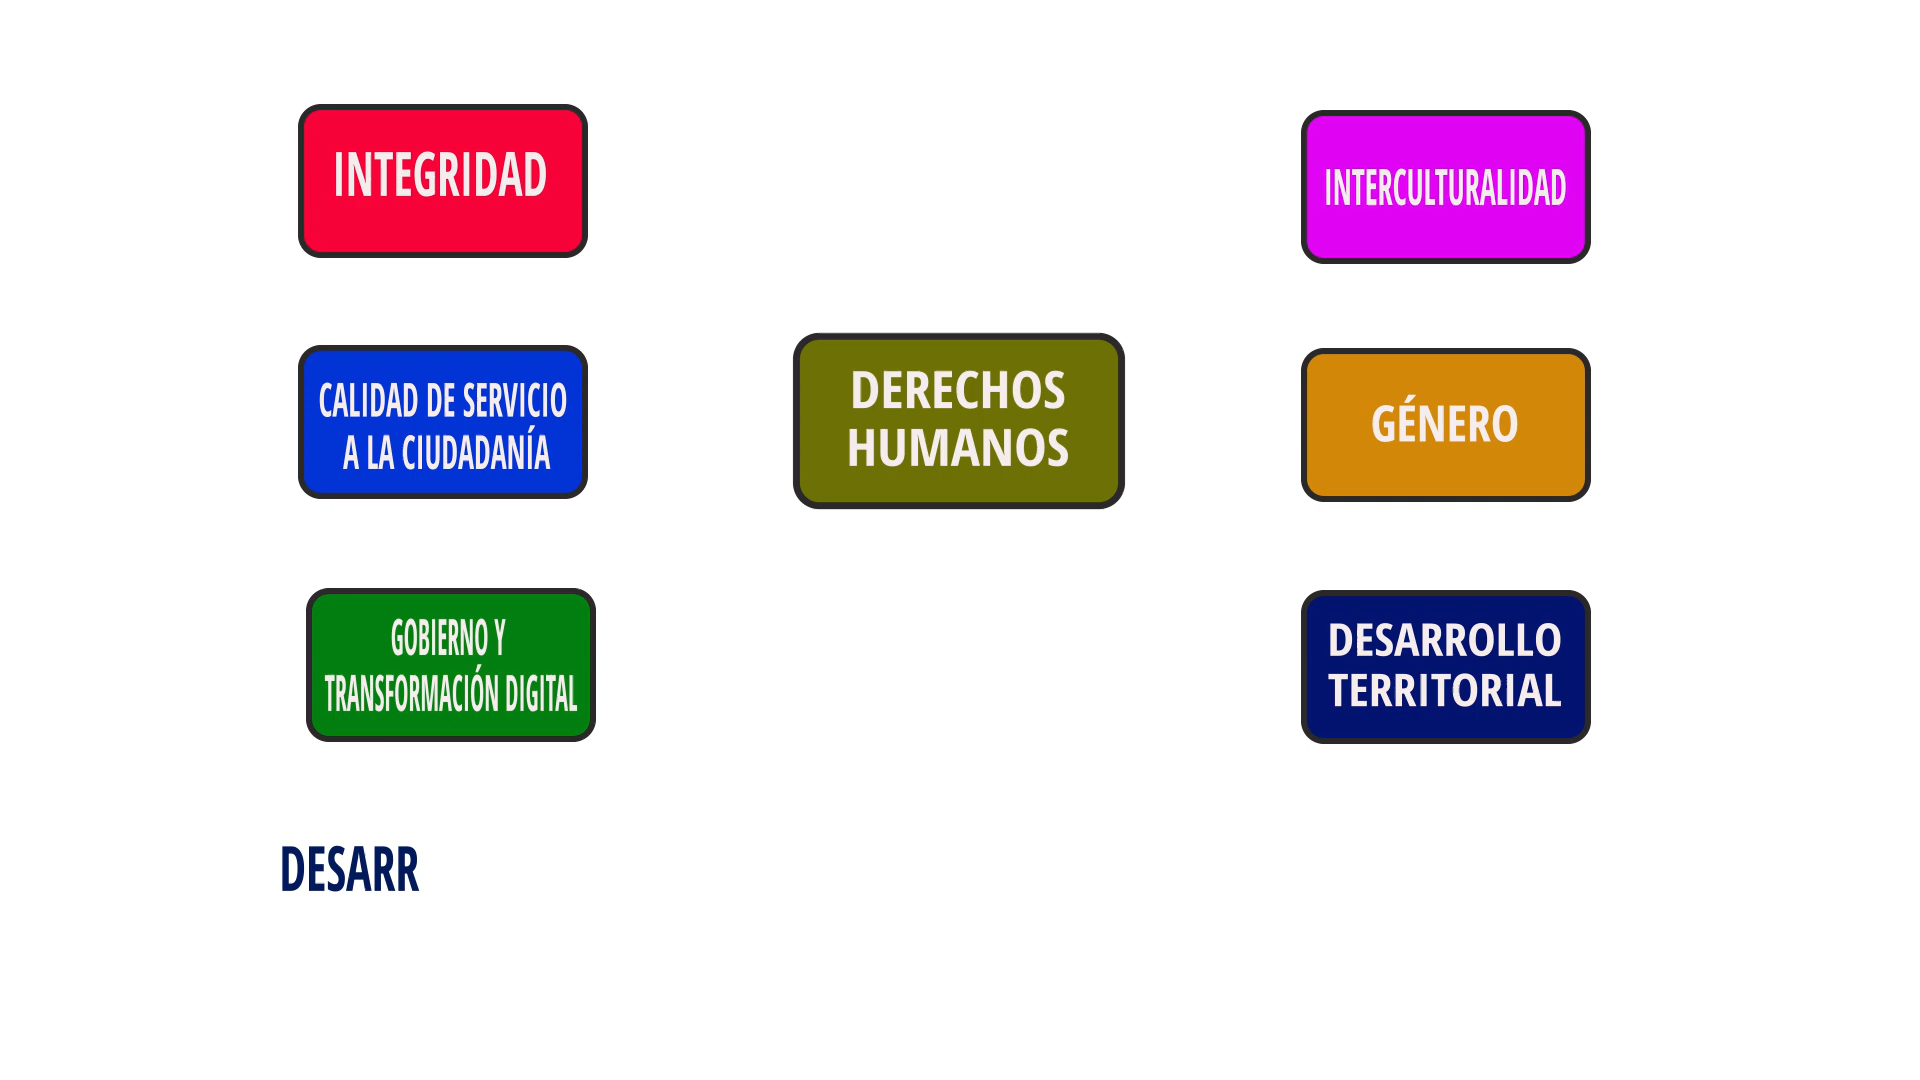 INTEGRIDAD
INTERCULTURALIDAD
CALIDAD DE SERVICIO
A LA CIUDADANÍA
DERECHOS
HUMANOS
GÉNERO
GOBIERNO Y
TRANSFORMACIÓN DIGITAL
DESARROLLO
TERRITORIAL
DESARR